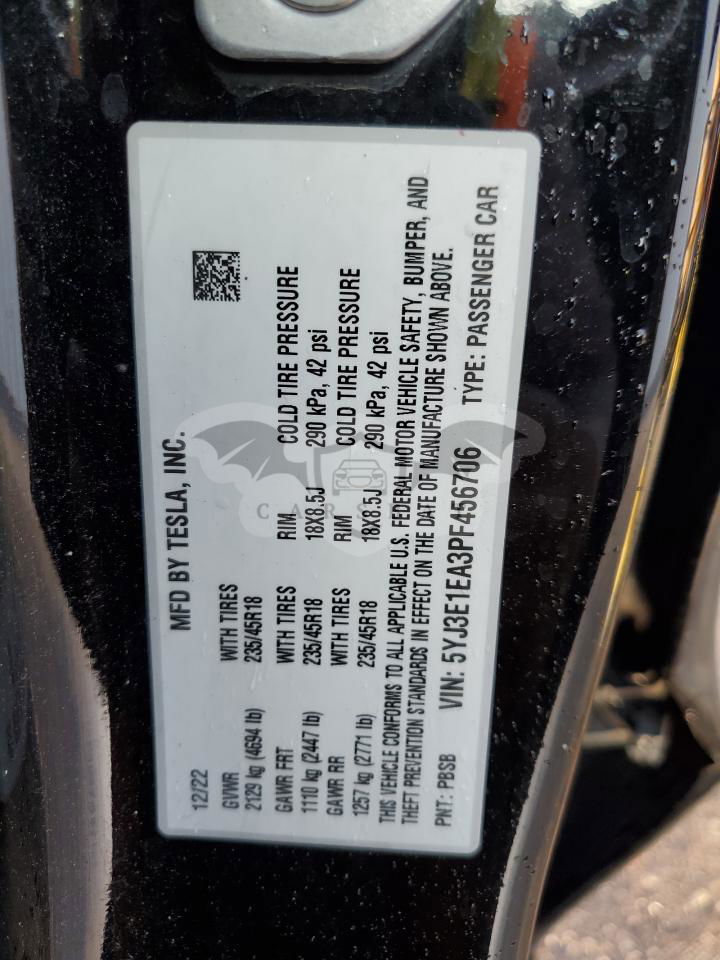 MFD BY TESLA, INC.
12/22
GVWR WITH TIRES
2129 kg (4694 lb) 235/45R18
GAWR FRT WITH TIRES RIM COLD TIRE PRESSURE
1110 kg (2447 lb) 235/45R18 18X8.5J 290 kPa, 42 psi
GAWR RR WITH TIRES RIM COLD TIRE PRESSURE
1257 kg (2771 lb) 235/45R18 18X8.5J 290 kPa, 42 psi
THIS VEHICLE CONFORMS TO ALL APPLICABLE U.S. FEDERAL MOTOR VEHICLE SAFETY, BUMPER, AND
THEFT PREVENTION STANDARDS IN EFFECT ON THE DATE OF MANUFACTURE SHOWN ABOVE.
PNT: PBSB VIN: 5YJ3E1EA3PF456706 TYPE: PASSENGER CAR